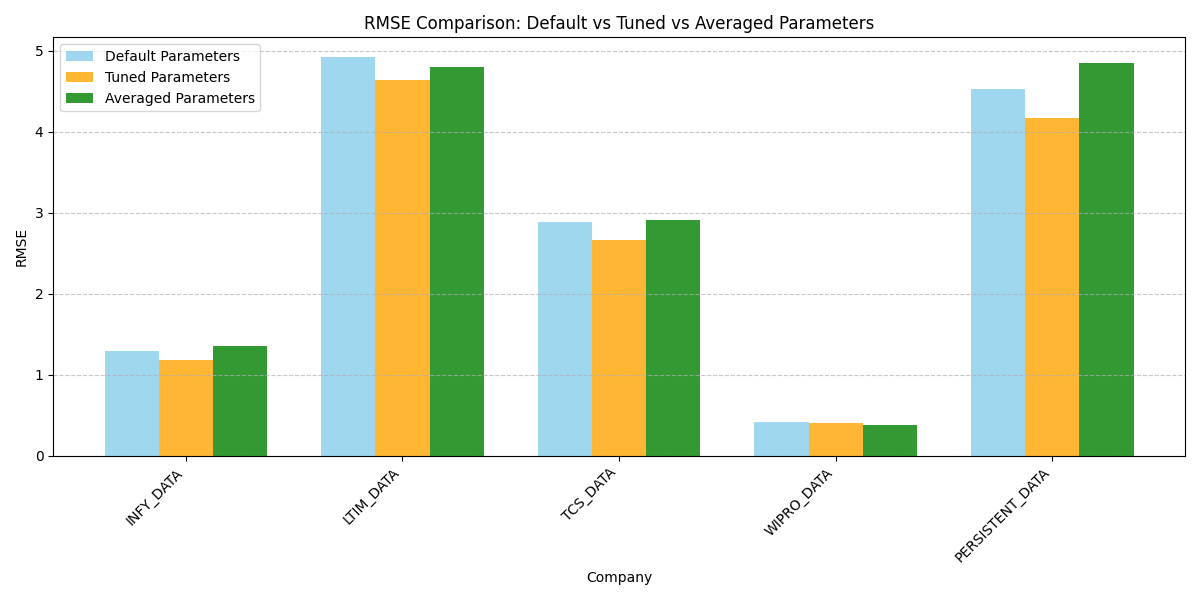 RMSE Comparison: Default vs Tuned vs Averaged Parameters
Default Parameters
Tuned Parameters
Averaged Parameters
5
4
3
2
1
0
RMSE
INFY_DATA
LTIM_DATA
TCS_DATA
WIPRO_DATA
PERSISTENT_DATA
Company